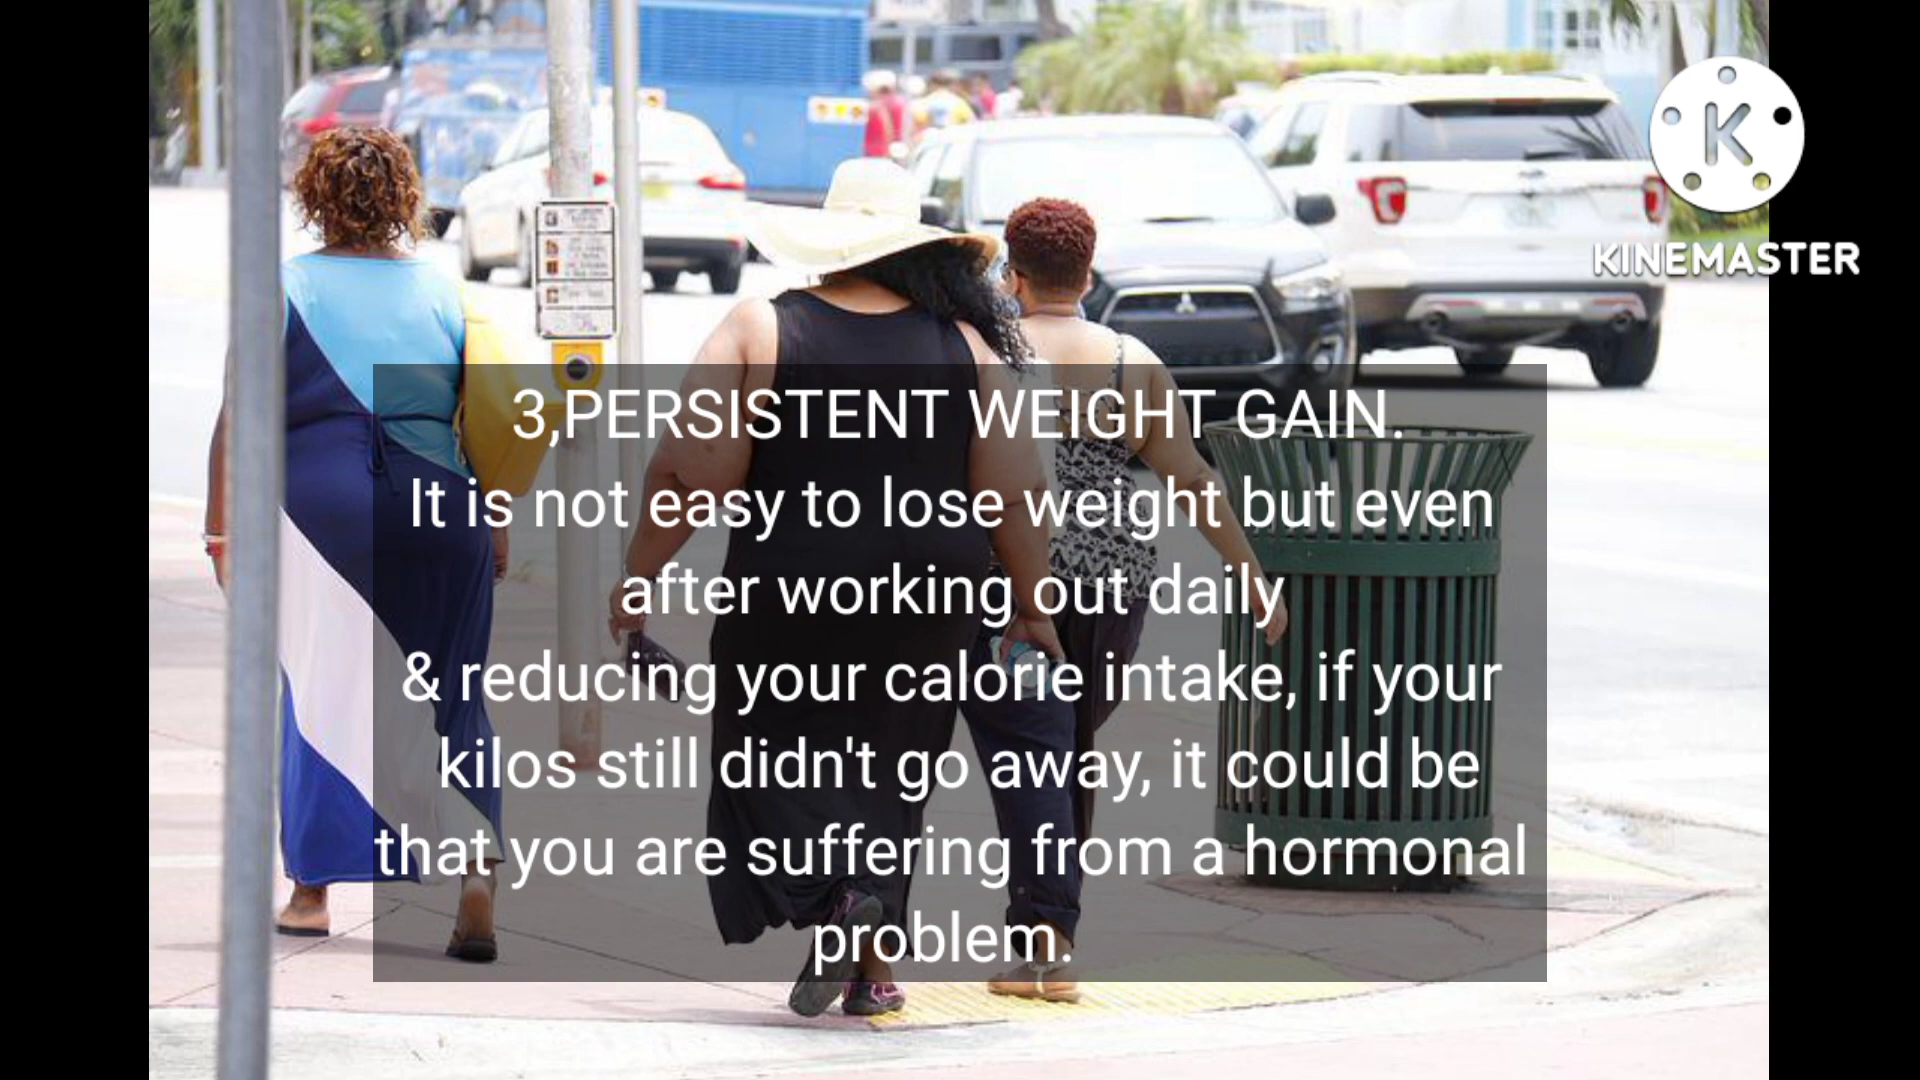 K
KINEMASTER
3,PERSISTENT WEIGHT GAIN.
It is not easy to lose weight but even
after working out daily
& reducing your calorie intake, if your
kilos still didn't go away, it could be
that you are suffering from a hormonal
problem.